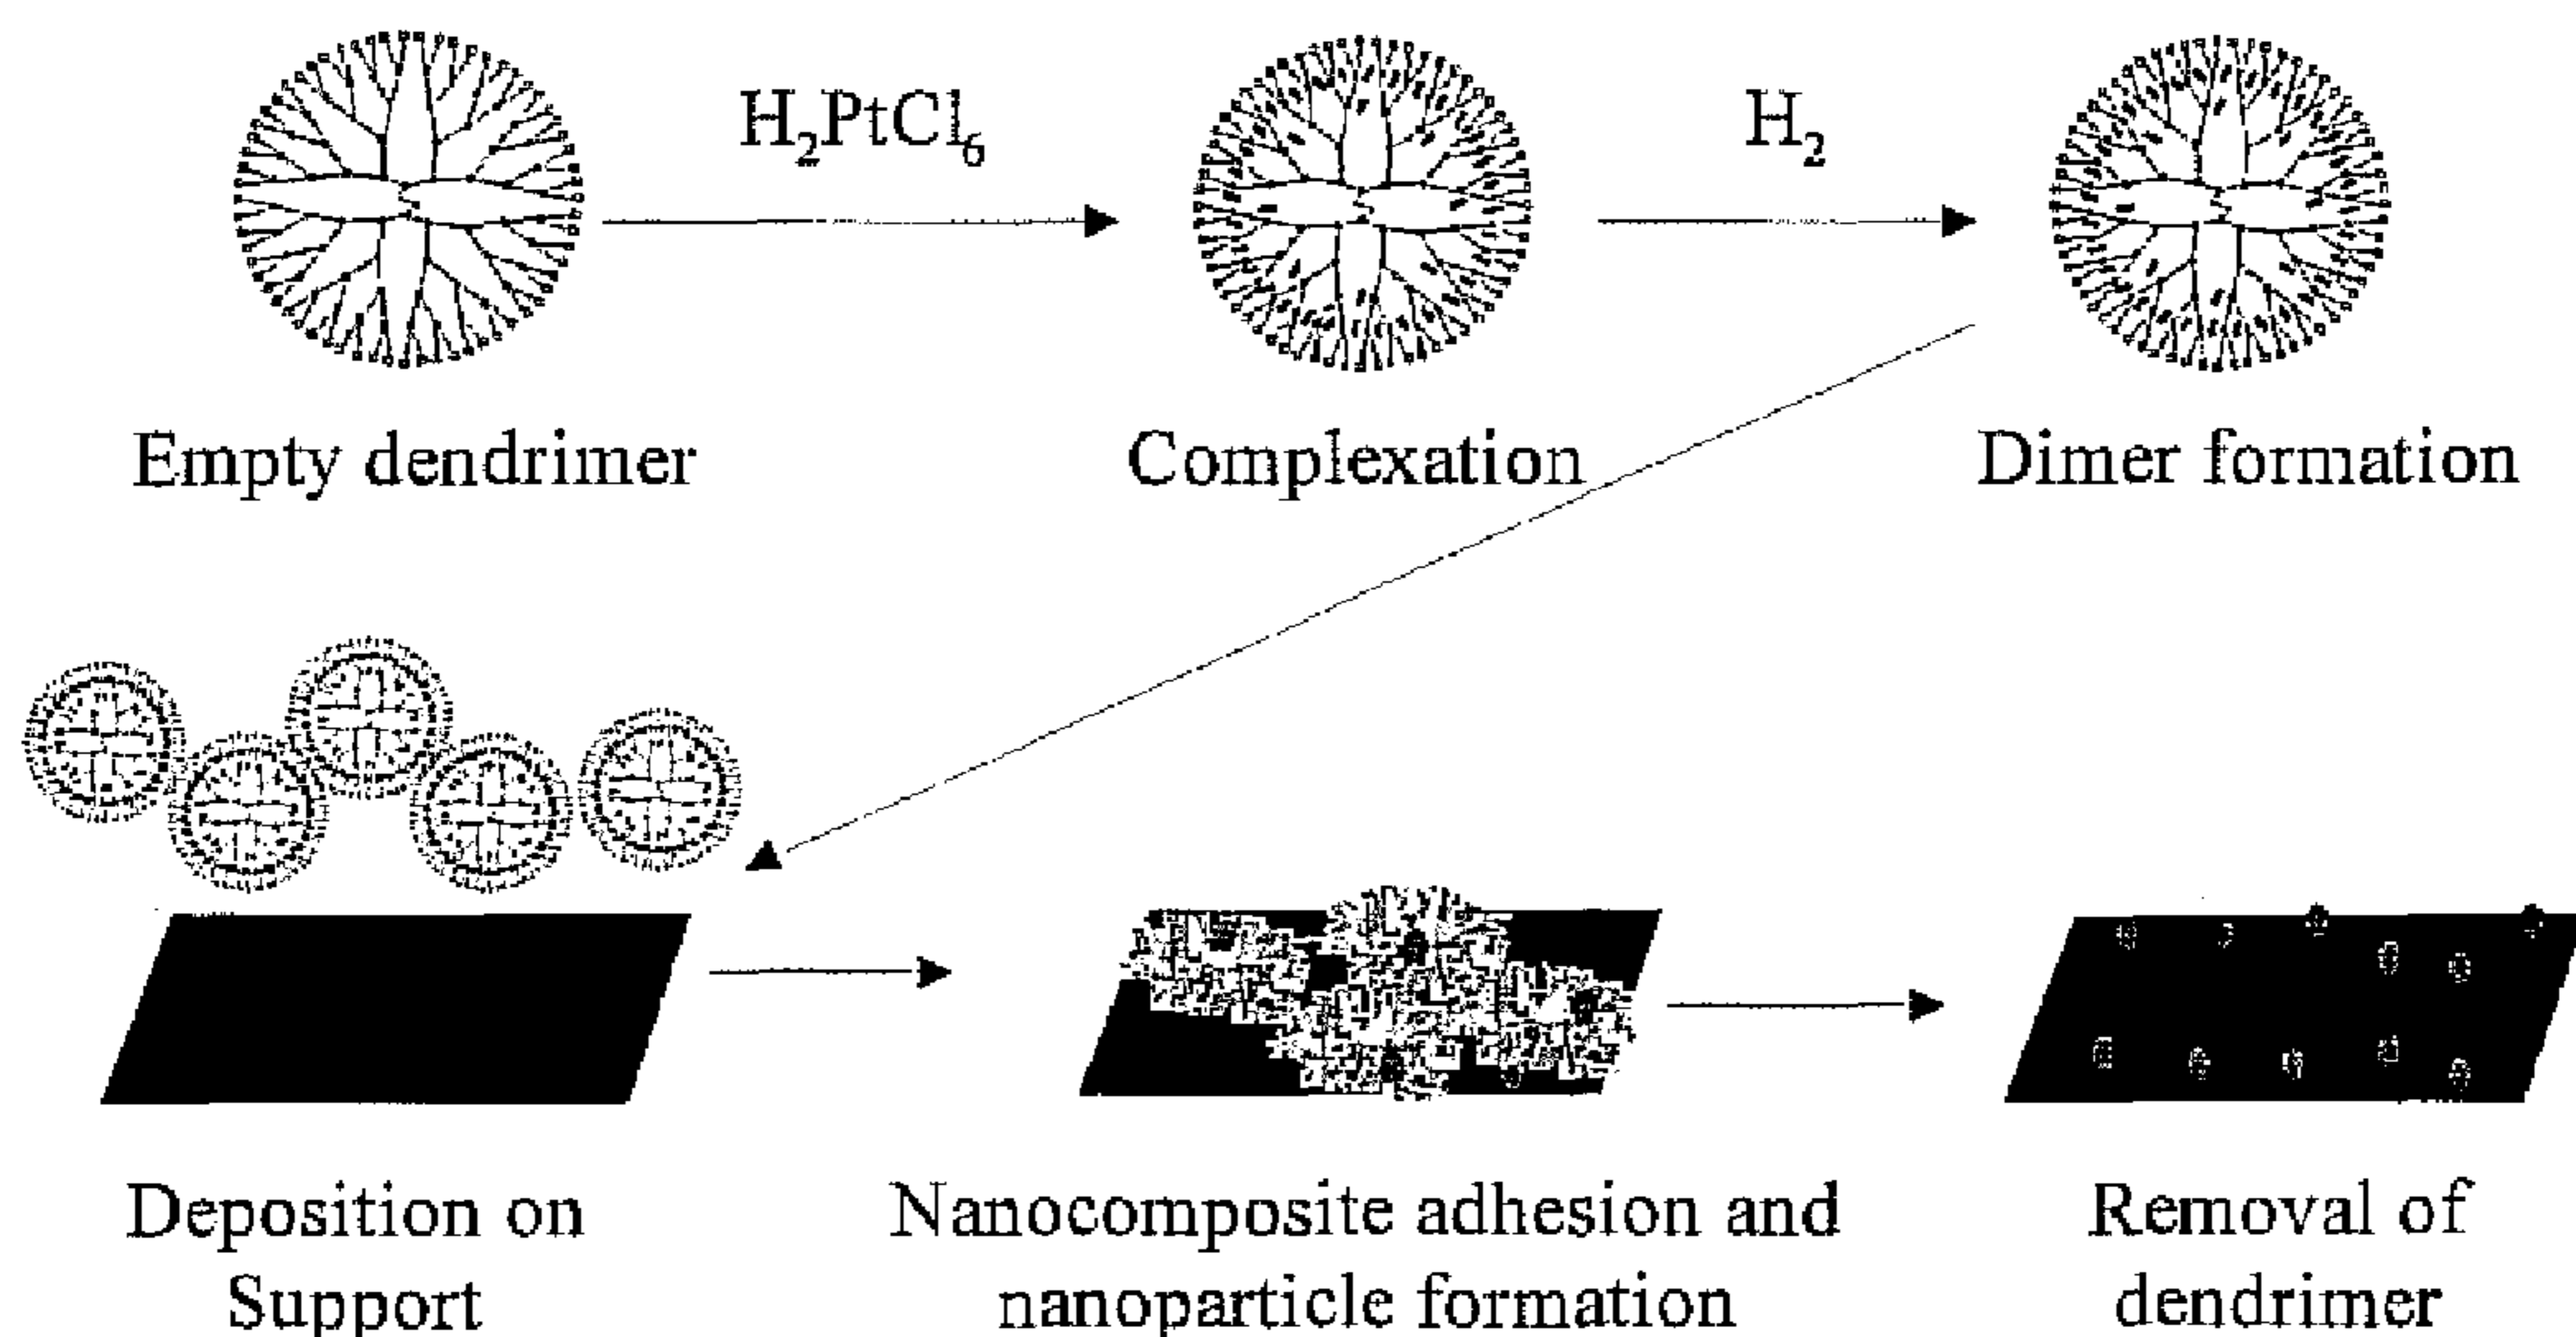 H₂PtCl₆
H₂
Empty dendrimer
Complexation
Dimer formation
Deposition on
Support
Nanocomposite adhesion and
nanoparticle formation
Removal of
dendrimer